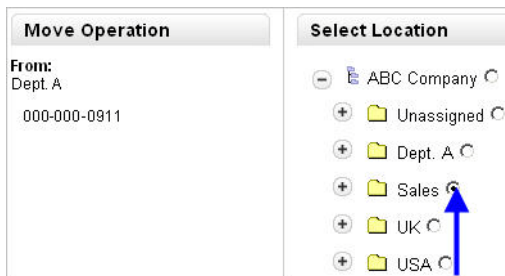 Move Operation
From:
Dept. A
000-000-0911
Select Location
ABC Company
Unassigned
Dept. A
Sales
UK
USA